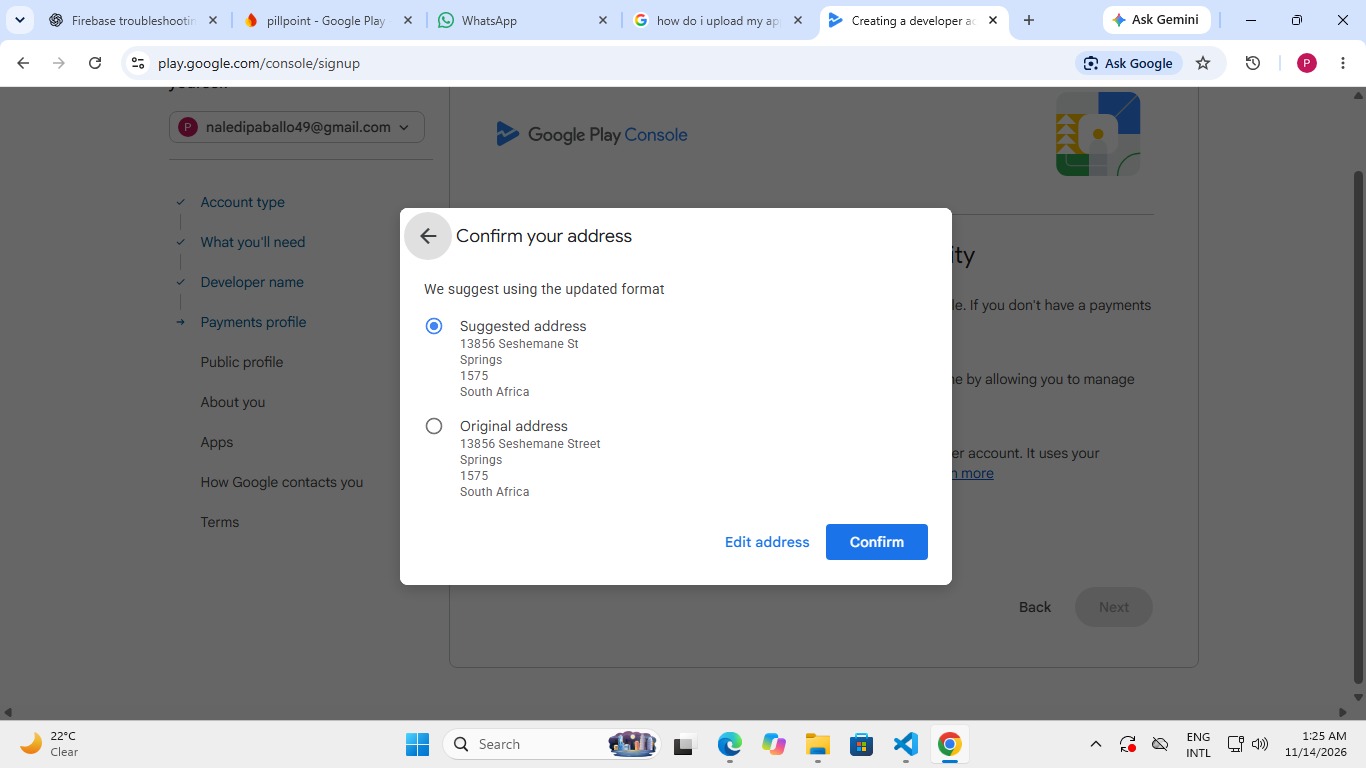 Firebase troubleshootin
pillpoint - Google Play
WhatsApp
how do i upload my ap
Creating a developer a
Ask Gemini
play.google.com/console/signup
Ask Google
P
P
naledipaballo49@gmail.com
Google Play Console
Account type
What you'll need
Developer name
Payments profile
Public profile
About you
Apps
How Google contacts you
Terms
ity
le. If you don't have a payments
ne by allowing you to manage
er account. It uses your
n more
Confirm your address
We suggest using the updated format
Suggested address
13856 Seshemane St
Springs
1575
South Africa
Original address
13856 Seshemane Street
Springs
1575
South Africa
Edit address
Confirm
Back
Next
22°C
Clear
Search
ENG
INTL
1:25 AM
11/14/2026